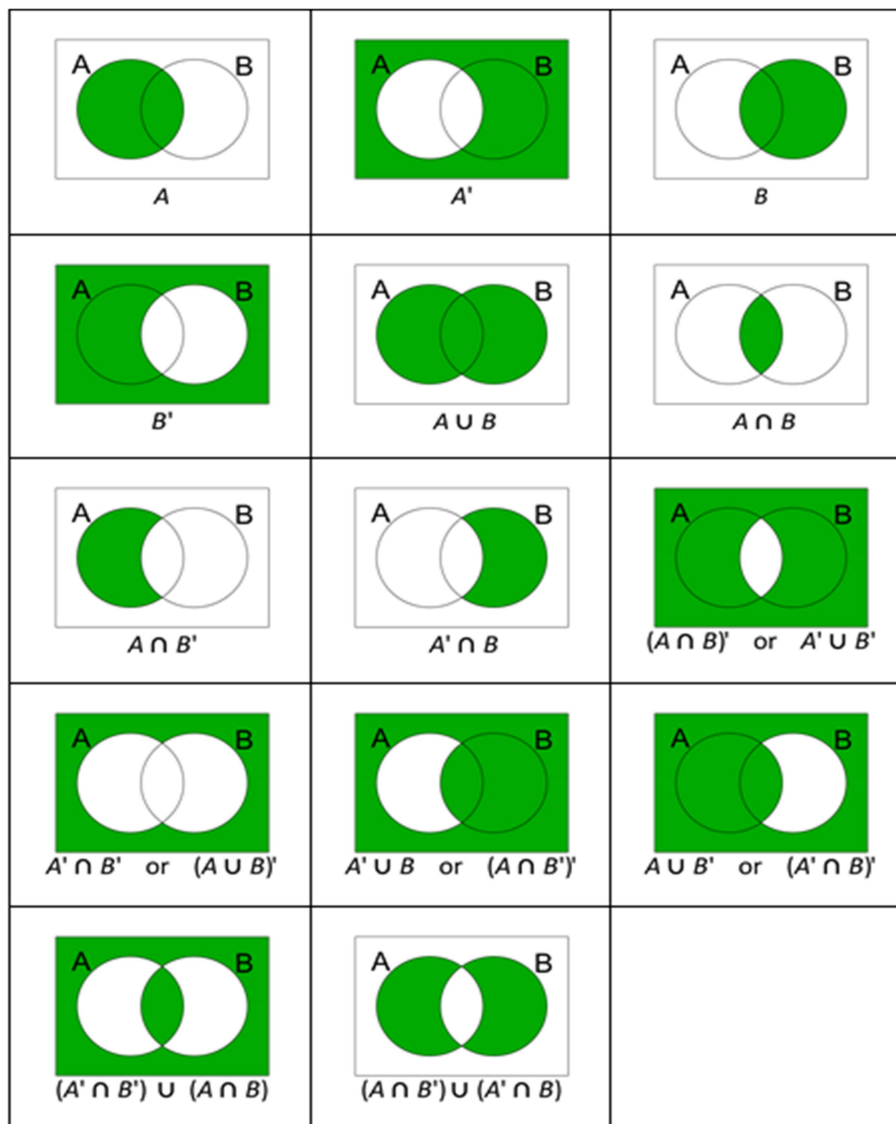 A B A B A B
A A' B
A B A B A B
B' A ∪ B A ∩ B
A B A B A B
A ∩ B' A' ∩ B (A ∩ B)' or A' ∪ B'
A B A B A B
A' ∩ B' or (A ∪ B)' A' ∪ B or (A ∩ B')' A ∪ B' or (A' ∩ B)'
A B A B
(A' ∩ B') ∪ (A ∩ B) (A ∩ B') ∪ (A' ∩ B)